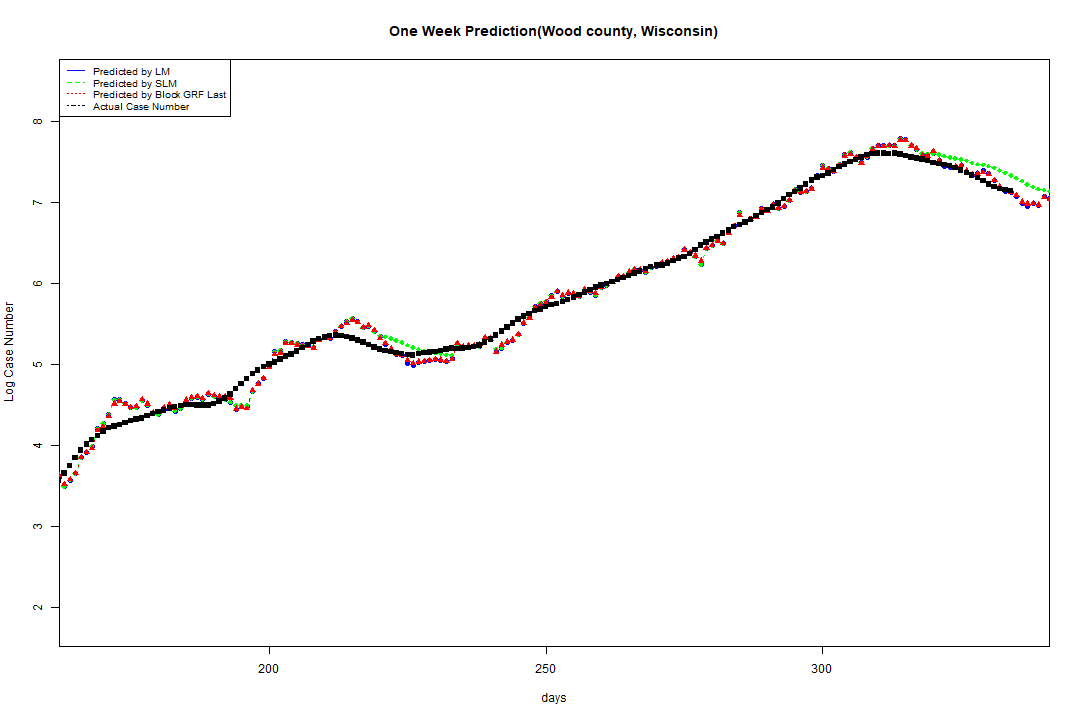 One Week Prediction(Wood county, Wisconsin)
Predicted by LM
Predicted by SLM
Predicted by Block GRF Last
Actual Case Number
Log Case Number
8
7
6
5
4
3
2
200 250 300
days